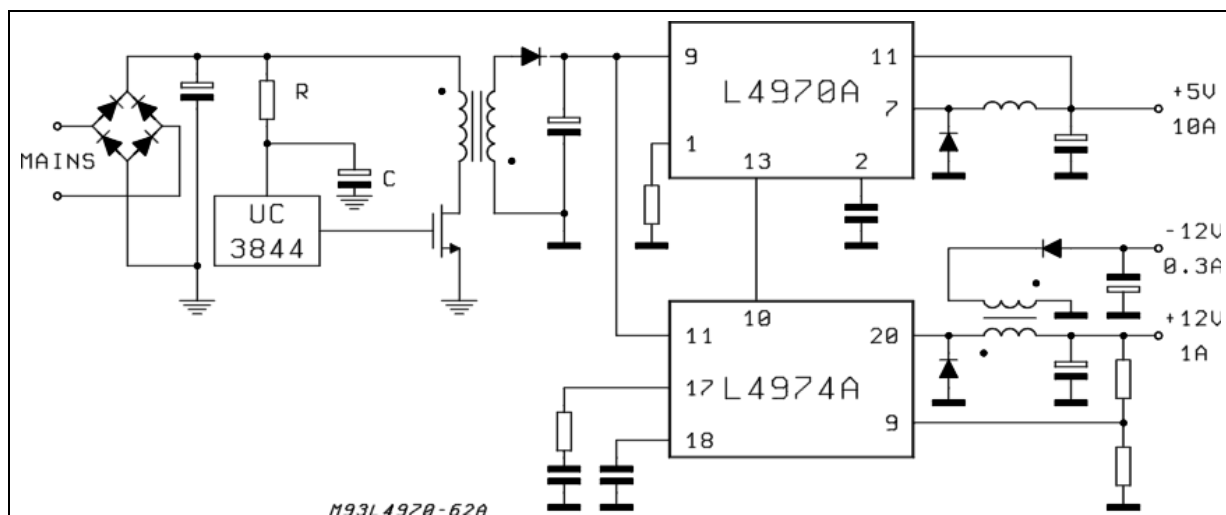 MAINS
R
C
UC
3844
9
11
L4970A
7
1
13
2
+5V
10A
-12V
0.3A
10
11
20
+12V
1A
17
L4974A
9
18
M93L4970-62A